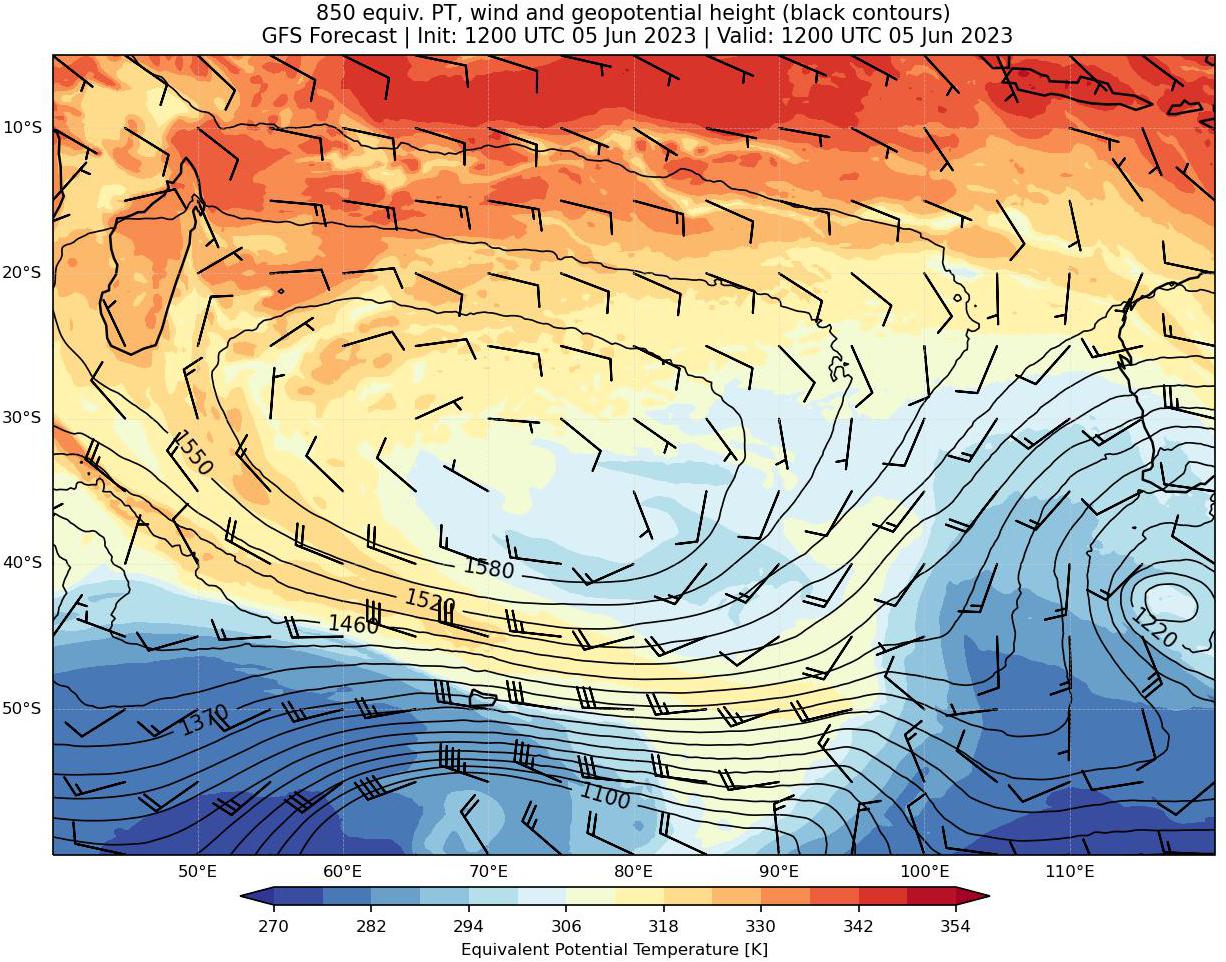 850 equiv. PT, wind and geopotential height (black contours)
GFS Forecast | Init: 1200 UTC 05 Jun 2023 | Valid: 1200 UTC 05 Jun 2023
10°S
20°S
30°S
1550
40°S
1580
1520
1460
1220
50°S
1370
1100
50°E 60°E 70°E 80°E 90°E 100°E 110°E
270 282 294 306 318 330 342 354
Equivalent Potential Temperature [K]